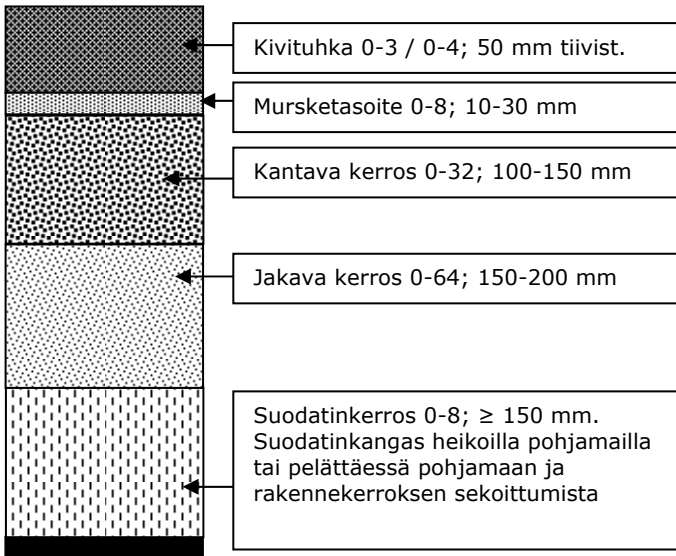 Kivituhka 0-3 / 0-4; 50 mm tiivist.
Mursketasoite 0-8; 10-30 mm
Kantava kerros 0-32; 100-150 mm
Jakava kerros 0-64; 150-200 mm
Suodatinkerros 0-8; ≥ 150 mm.
Suodatinkangas heikoilla pohjamailla
tai pelättäessä pohjamaan ja
rakennekerroksen sekoittumista